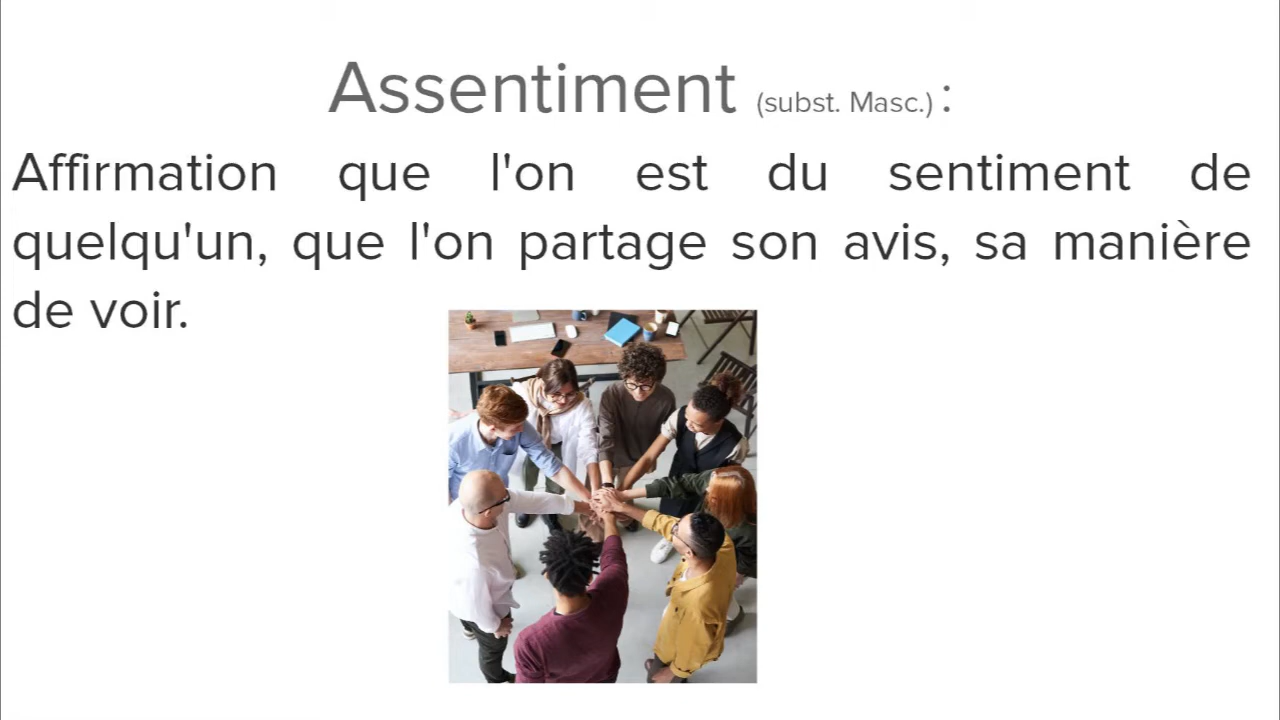 Assentiment (subst. Masc.) :
Affirmation que l'on est du sentiment de
quelqu'un, que l'on partage son avis, sa manière
de voir.